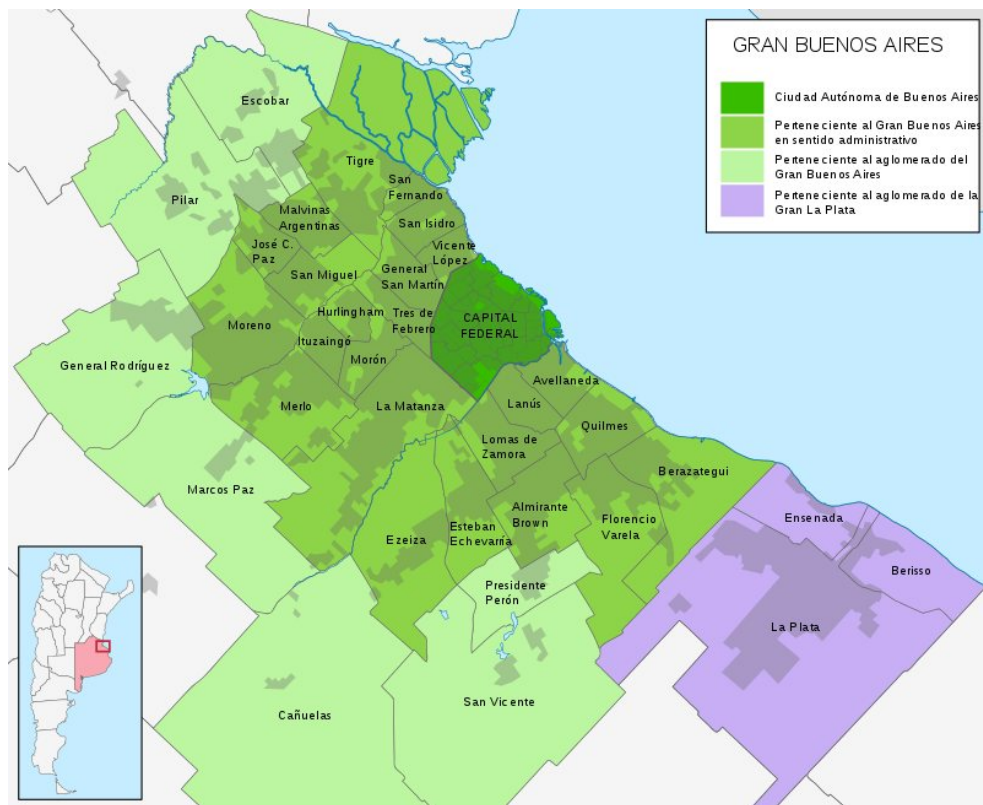 GRAN BUENOS AIRES
Ciudad Autónoma de Buenos Aires
Perteneciente al Gran Buenos Aires
en sentido administrativo
Perteneciente al aglomerado del
Gran Buenos Aires
Perteneciente al aglomerado de la
Gran La Plata
Escobar
Tigre
San
Fernando
Pilar
Malvinas
Argentinas
San Isidro
José C.
Paz
Vicente
López
San Miguel
General
San Martín
Hurlingham
Tres de
Febrero
CAPITAL
FEDERAL
Moreno
Ituzaingó
General Rodríguez
Morón
Avellaneda
Merlo
La Matanza
Lanús
Quilmes
Lomas de
Zamora
Berazategui
Marcos Paz
Almirante
Brown
Ensenada
Florencio
Varela
Ezeiza
Esteban
Echevarría
Berisso
Presidente
Perón
La Plata
San Vicente
Cañuelas